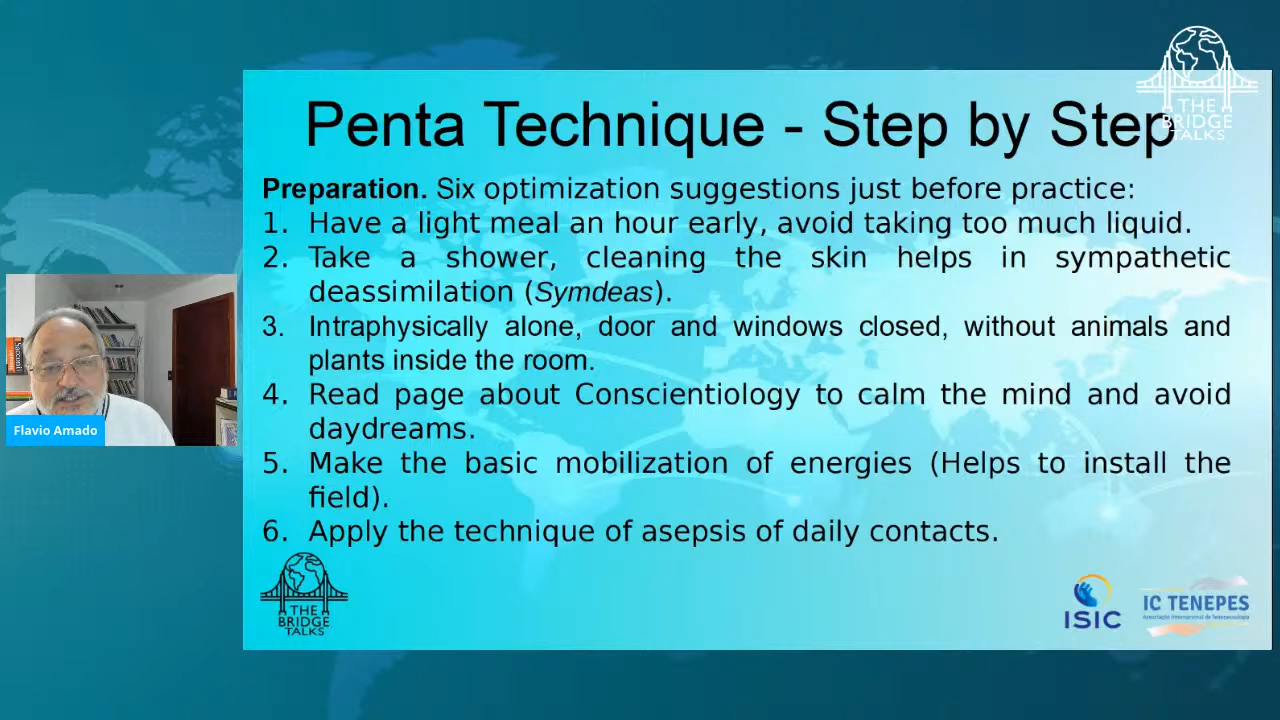 THE
BRIDGE
TALKS
Penta Technique - Step by Step
Preparation. Six optimization suggestions just before practice:
1. Have a light meal an hour early, avoid taking too much liquid.
2. Take a shower, cleaning the skin helps in sympathetic
deassimilation (Symdeas).
3. Intraphysically alone, door and windows closed, without animals and
plants inside the room.
4. Read page about Conscientiology to calm the mind and avoid
daydreams.
5. Make the basic mobilization of energies (Helps to install the
field).
6. Apply the technique of asepsis of daily contacts.
Flavio Amado
THE
BRIDGE
TALKS
ISIC
IC TENEPES
Associação Internacional de Tenepessologia